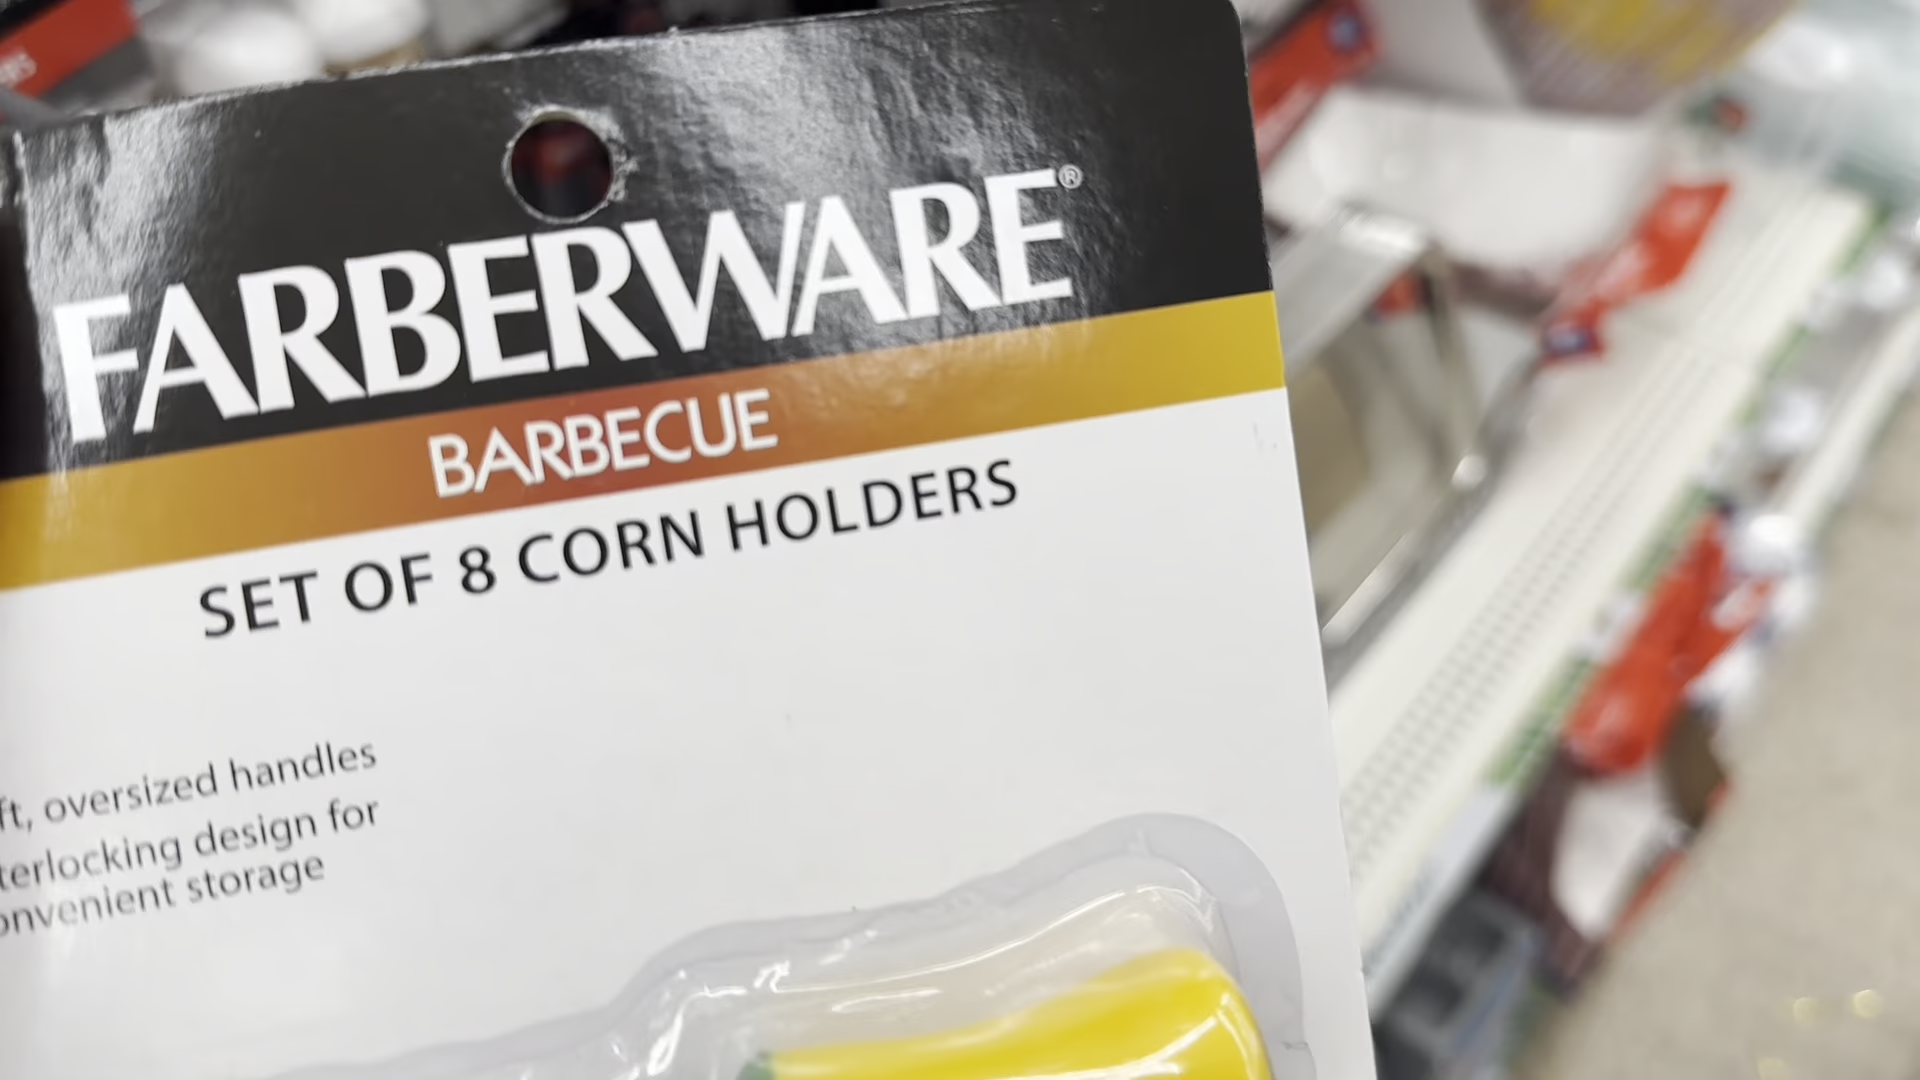 FARBERWARE®
BARBECUE
SET OF 8 CORN HOLDERS
ft, oversized handles
terlocking design for
onvenient storage